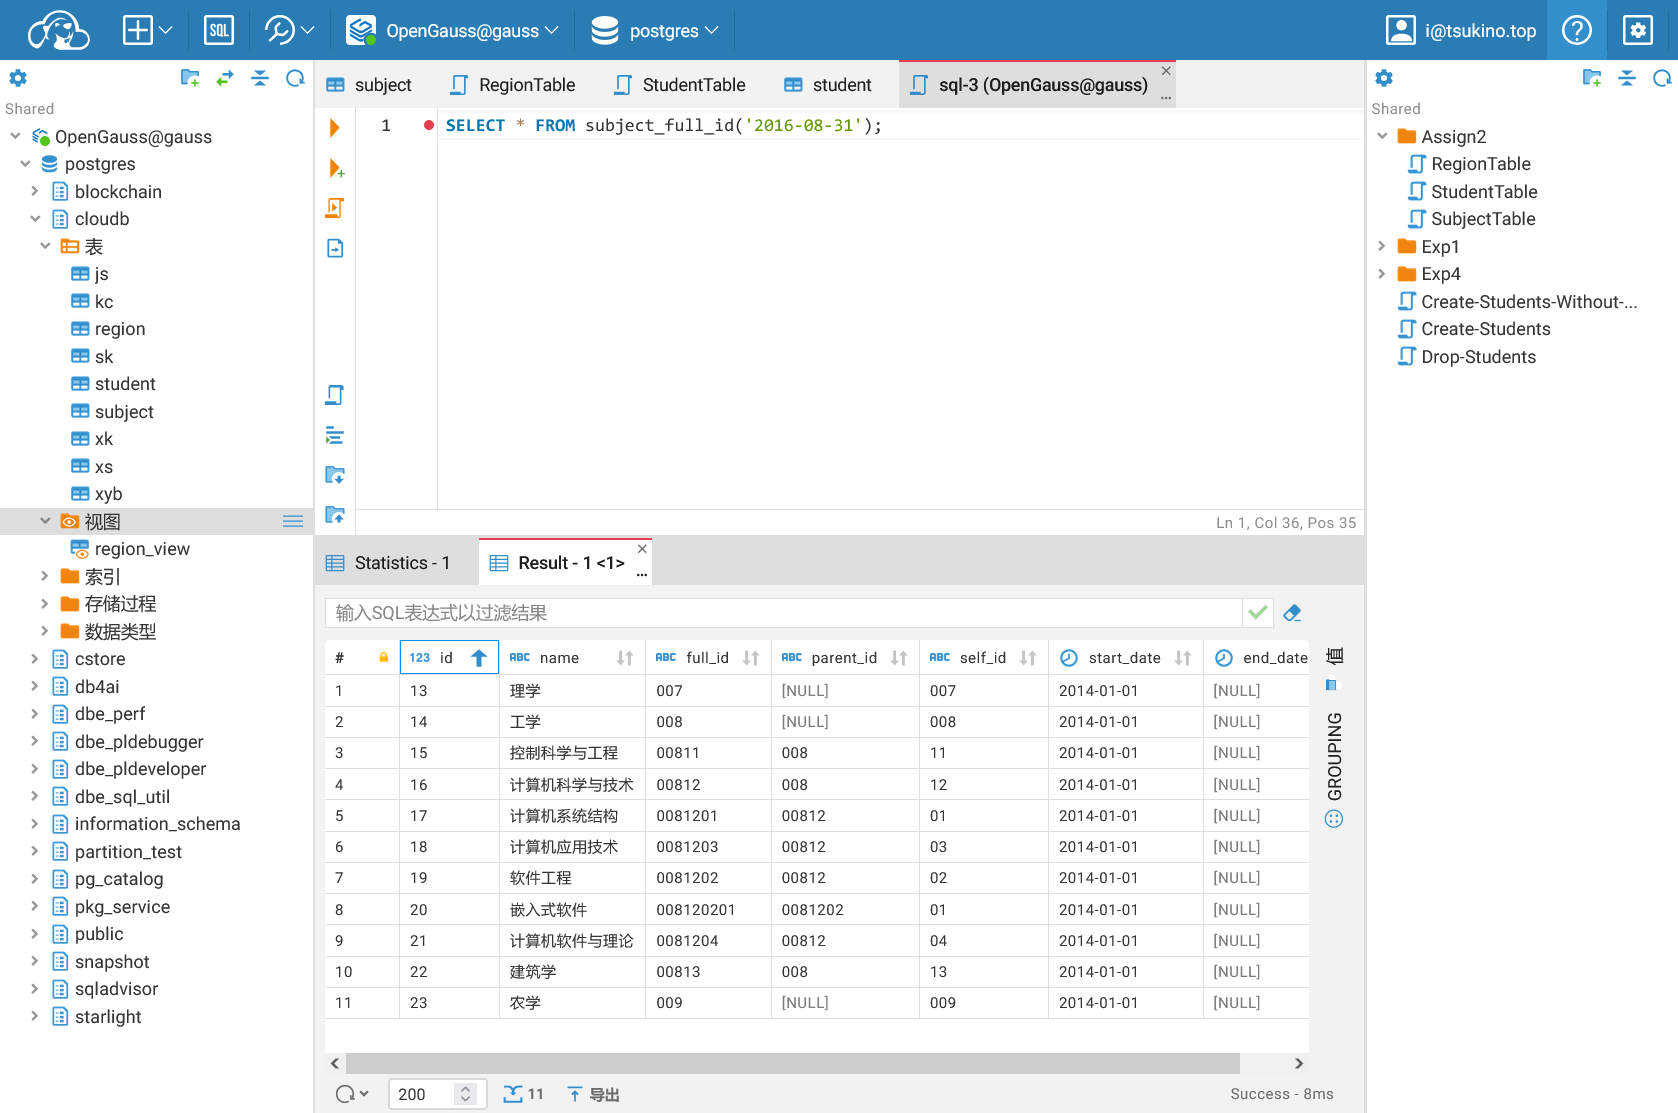 SQL
OpenGauss@gauss
postgres
i@tsukino.top
Shared
OpenGauss@gauss
postgres
blockchain
cloudb
表
js
kc
region
sk
student
subject
xk
xs
xyb
视图
region_view
索引
存储过程
数据类型
cstore
db4ai
dbe_perf
dbe_pldebugger
dbe_pldeveloper
dbe_sql_util
information_schema
partition_test
pg_catalog
pkg_service
public
snapshot
sqladvisor
starlight
subject RegionTable StudentTable student sql-3 (OpenGauss@gauss)
1 SELECT * FROM subject_full_id('2016-08-31');
Ln 1, Col 36, Pos 35
Statistics - 1 Result - 1 <1>
输入SQL表达式以过滤结果
# 123 id ABC name ABC full_id ABC parent_id ABC self_id start_date end_date
1 13 理学 007 [NULL] 007 2014-01-01 [NULL]
2 14 工学 008 [NULL] 008 2014-01-01 [NULL]
3 15 控制科学与工程 00811 008 11 2014-01-01 [NULL]
4 16 计算机科学与技术 00812 008 12 2014-01-01 [NULL]
5 17 计算机系统结构 0081201 00812 01 2014-01-01 [NULL]
6 18 计算机应用技术 0081203 00812 03 2014-01-01 [NULL]
7 19 软件工程 0081202 00812 02 2014-01-01 [NULL]
8 20 嵌入式软件 008120201 0081202 01 2014-01-01 [NULL]
9 21 计算机软件与理论 0081204 00812 04 2014-01-01 [NULL]
10 22 建筑学 00813 008 13 2014-01-01 [NULL]
11 23 农学 009 [NULL] 009 2014-01-01 [NULL]
值
GROUPING
200 11 导出 Success - 8ms
Shared
Assign2
RegionTable
StudentTable
SubjectTable
Exp1
Exp4
Create-Students-Without-...
Create-Students
Drop-Students